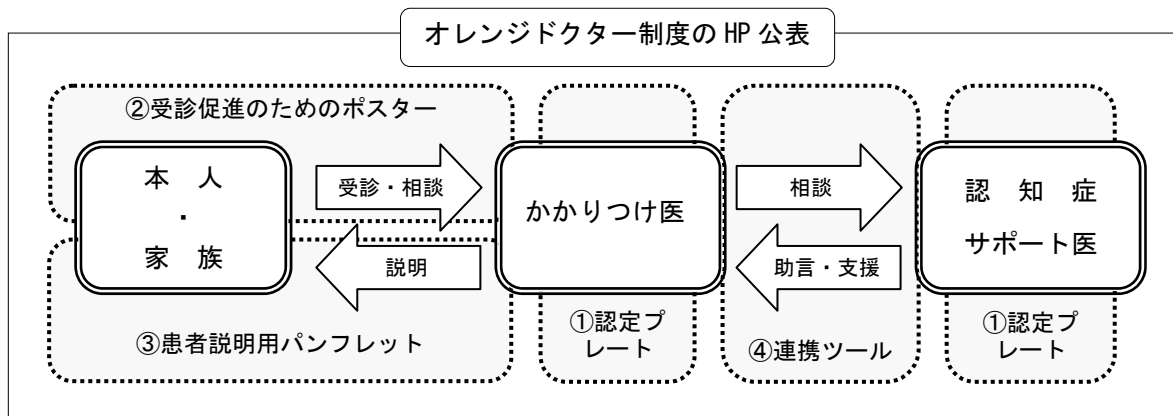 オレンジドクター制度の HP 公表
②受診促進のためのポスター
本 人
・
家 族
受診・相談
説明
③患者説明用パンフレット
かかりつけ医
①認定プ
レート
相談
助言・支援
④連携ツール
認 知 症
サポート医
①認定プ
レート